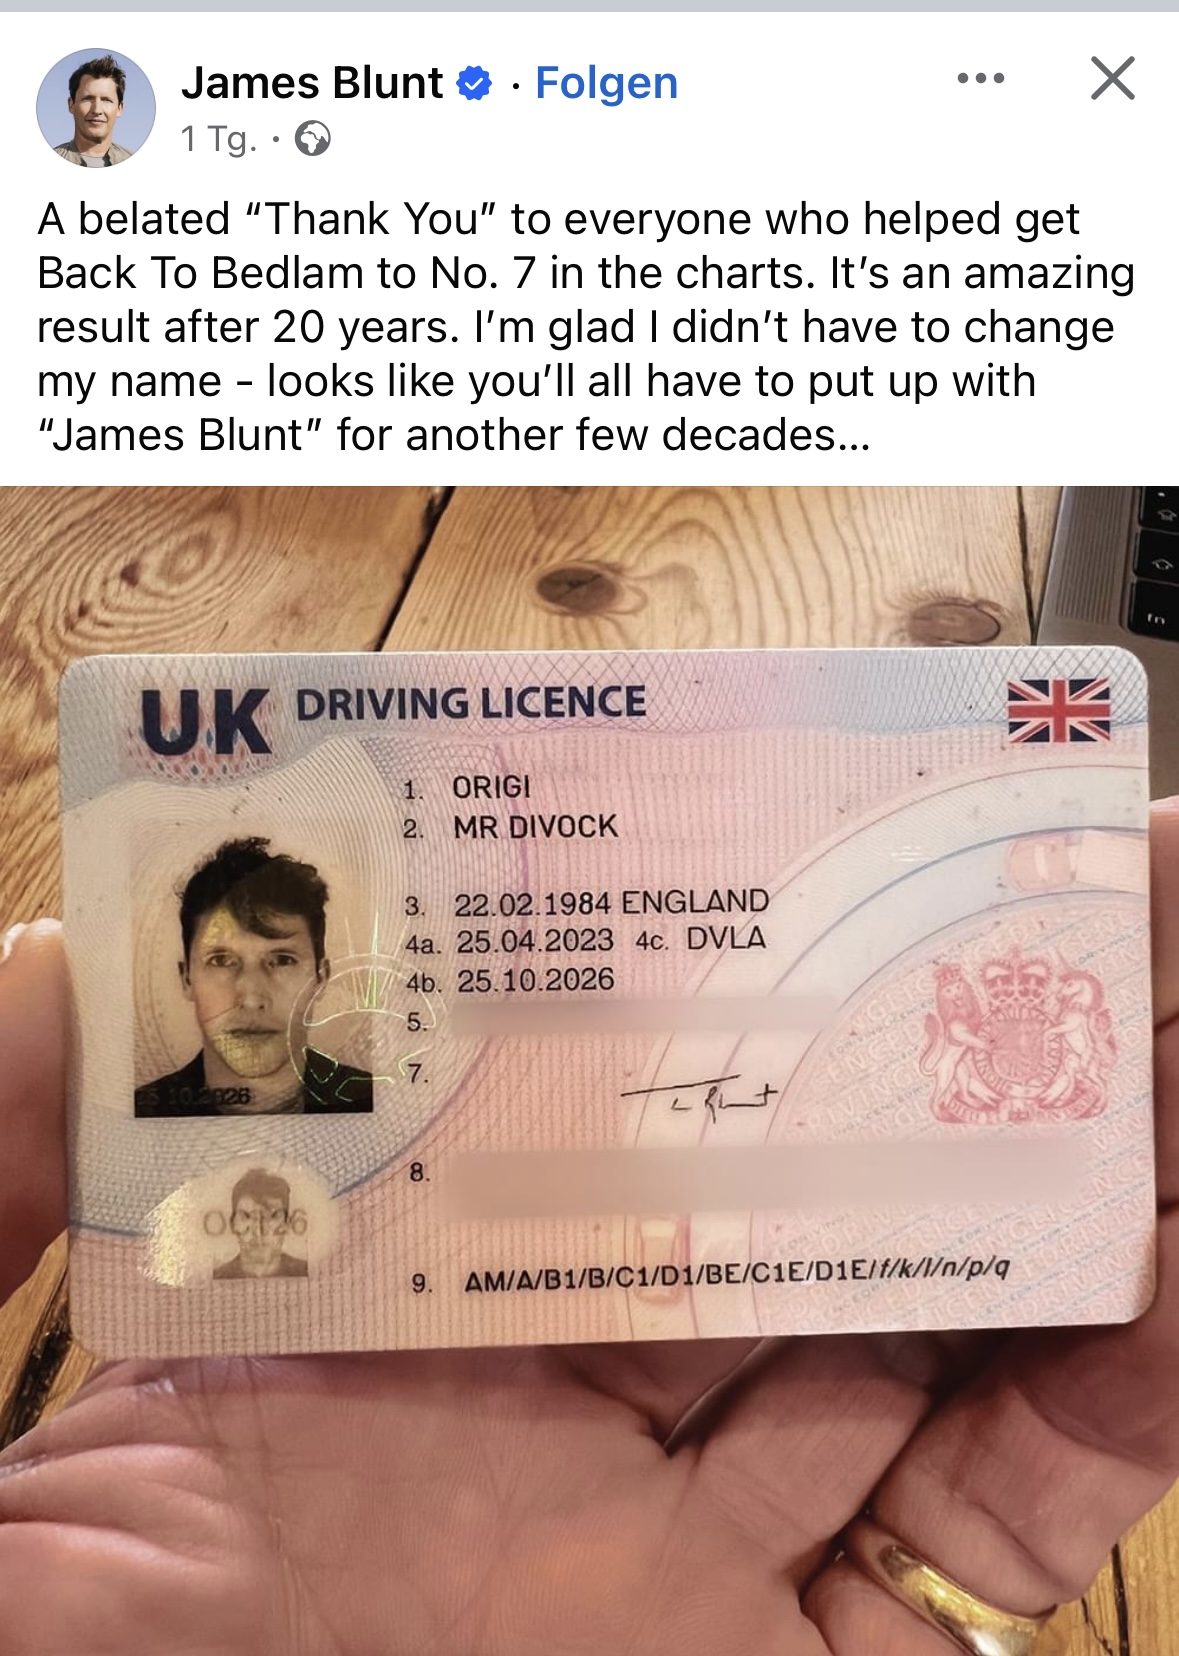 James Blunt · Folgen
1 Tg. ·
A belated “Thank You” to everyone who helped get
Back To Bedlam to No. 7 in the charts. It’s an amazing
result after 20 years. I’m glad I didn’t have to change
my name - looks like you’ll all have to put up with
“James Blunt” for another few decades...
fn
UK DRIVING LICENCE
1. ORIGI
2. MR DIVOCK
3. 22.02.1984 ENGLAND
4a. 25.04.2023 4c. DVLA
4b. 25.10.2026
5.
7.
10.2026
8.
OCT26
9. AM/A/B1/B/C1/D1/BE/C1E/D1E/f/k/l/n/p/q